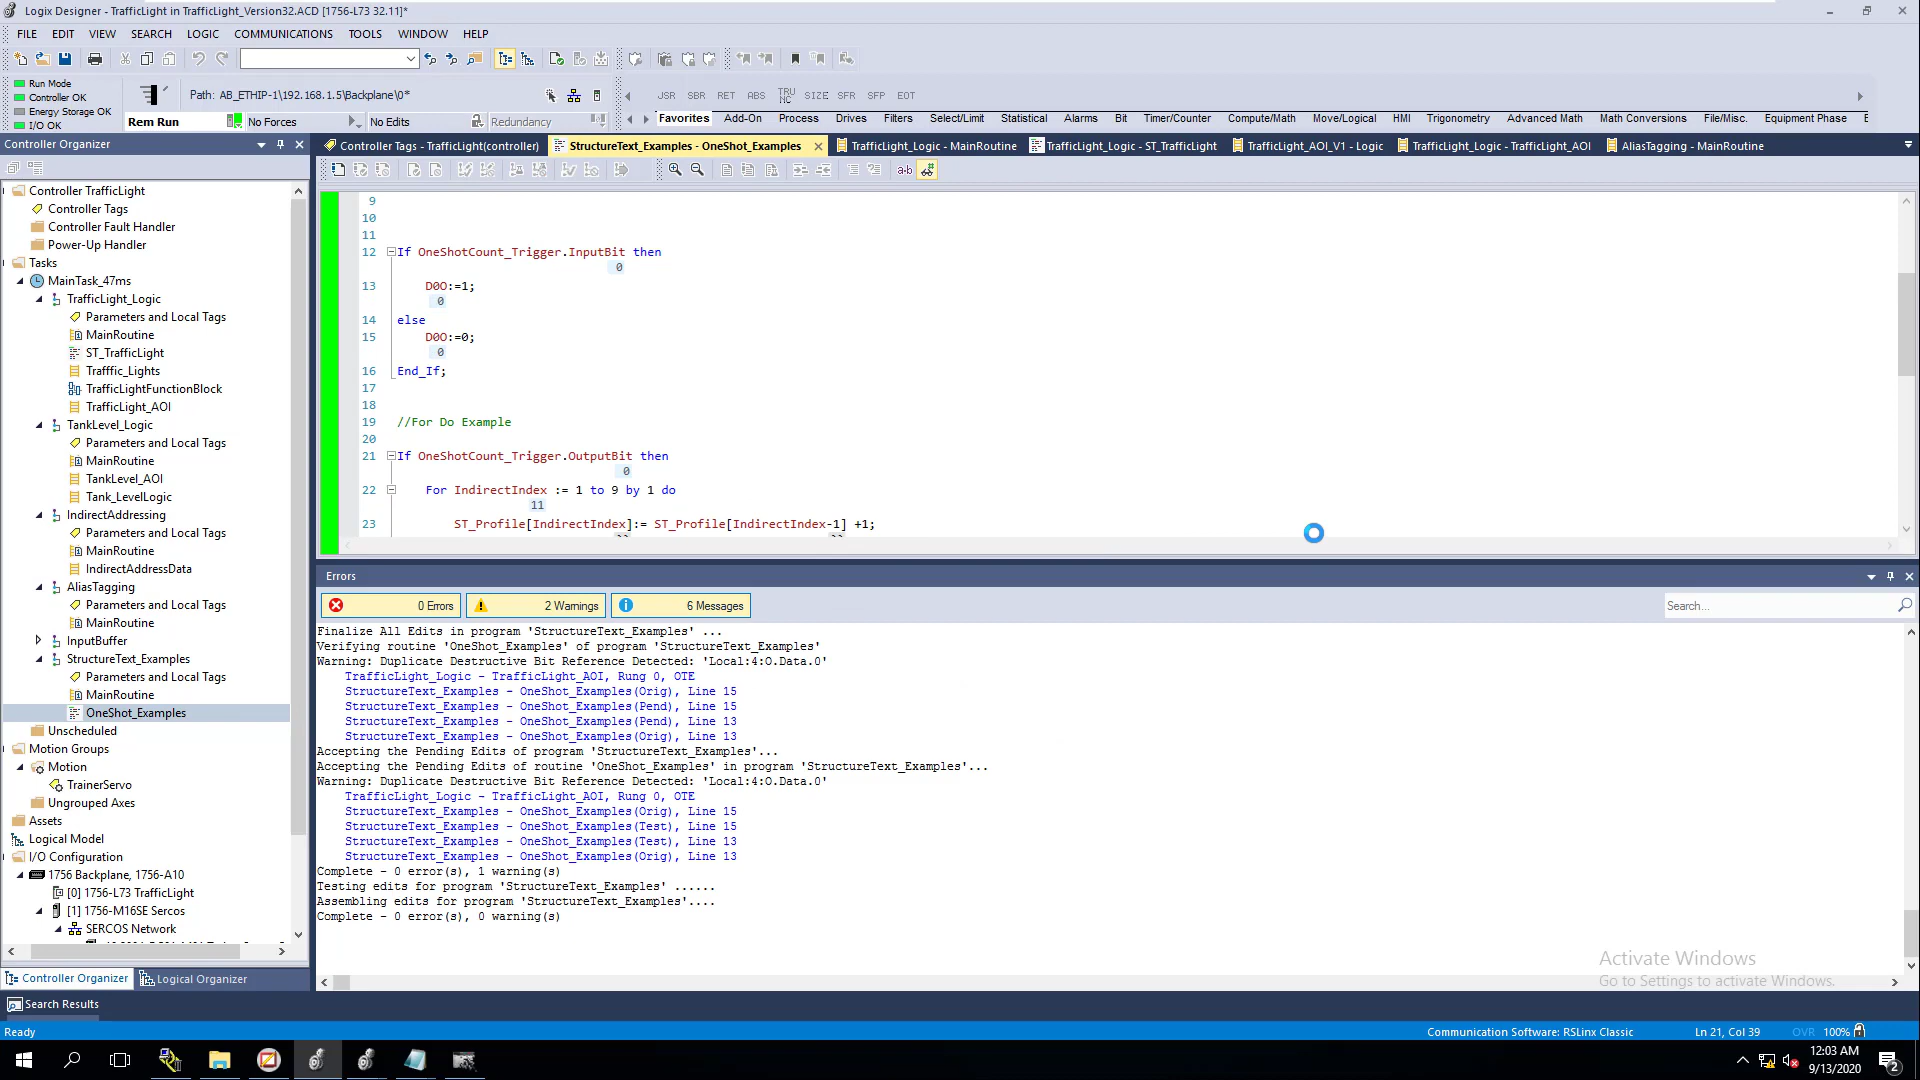 Logix Designer - TrafficLight in TrafficLight_Version32.ACD [1756-L73 32.11]*
FILE EDIT VIEW SEARCH LOGIC COMMUNICATIONS TOOLS WINDOW HELP
Run Mode
Controller OK
Energy Storage OK
I/O OK
Path: AB_ETHIP-1\192.168.1.5\Backplane\0*
Rem Run No Forces No Edits Redundancy
JSR SBR RET ABS TRUNC SIZE SFR SFP EOT
Favorites Add-On Process Drives Filters Select/Limit Statistical Alarms Bit Timer/Counter Compute/Math Move/Logical HMI Trigonometry Advanced Math Math Conversions File/Misc. Equipment Phase E
Controller Organizer
Controller TrafficLight
Controller Tags
Controller Fault Handler
Power-Up Handler
Tasks
MainTask_47ms
TrafficLight_Logic
Parameters and Local Tags
MainRoutine
ST_TrafficLight
Trafffic_Lights
TrafficLightFunctionBlock
TrafficLight_AOI
TankLevel_Logic
Parameters and Local Tags
MainRoutine
TankLevel_AOI
Tank_LevelLogic
IndirectAddressing
Parameters and Local Tags
MainRoutine
IndirectAddressData
AliasTagging
Parameters and Local Tags
MainRoutine
InputBuffer
StructureText_Examples
Parameters and Local Tags
MainRoutine
OneShot_Examples
Unscheduled
Motion Groups
Motion
TrainerServo
Ungrouped Axes
Assets
Logical Model
I/O Configuration
1756 Backplane, 1756-A10
[0] 1756-L73 TrafficLight
[1] 1756-M16SE Sercos
SERCOS Network
Controller Organizer Logical Organizer
Controller Tags - TrafficLight(controller) StructureText_Examples - OneShot_Examples TrafficLight_Logic - MainRoutine TrafficLight_Logic - ST_TrafficLight TrafficLight_AOI_V1 - Logic TrafficLight_Logic - TrafficLight_AOI AliasTagging - MainRoutine
9
10
11
12 If OneShotCount_Trigger.InputBit then
0
13 D0O:=1;
0
14 else
15 D0O:=0;
0
16 End_If;
17
18
19 //For Do Example
20
21 If OneShotCount_Trigger.OutputBit then
0
22 For IndirectIndex := 1 to 9 by 1 do
11
23 ST_Profile[IndirectIndex]:= ST_Profile[IndirectIndex-1] +1;
Errors
0 Errors 2 Warnings 6 Messages Search...
Finalize All Edits in program 'StructureText_Examples' ...
Verifying routine 'OneShot_Examples' of program 'StructureText_Examples'
Warning: Duplicate Destructive Bit Reference Detected: 'Local:4:O.Data.0'
TrafficLight_Logic - TrafficLight_AOI, Rung 0, OTE
StructureText_Examples - OneShot_Examples(Orig), Line 15
StructureText_Examples - OneShot_Examples(Pend), Line 15
StructureText_Examples - OneShot_Examples(Pend), Line 13
StructureText_Examples - OneShot_Examples(Orig), Line 13
Accepting the Pending Edits of program 'StructureText_Examples'...
Accepting the Pending Edits of routine 'OneShot_Examples' in program 'StructureText_Examples'...
Warning: Duplicate Destructive Bit Reference Detected: 'Local:4:O.Data.0'
TrafficLight_Logic - TrafficLight_AOI, Rung 0, OTE
StructureText_Examples - OneShot_Examples(Orig), Line 15
StructureText_Examples - OneShot_Examples(Test), Line 15
StructureText_Examples - OneShot_Examples(Test), Line 13
StructureText_Examples - OneShot_Examples(Orig), Line 13
Complete - 0 error(s), 1 warning(s)
Testing edits for program 'StructureText_Examples' ......
Assembling edits for program 'StructureText_Examples'....
Complete - 0 error(s), 0 warning(s)
Activate Windows
Go to Settings to activate Windows.
Search Results
Ready Communication Software: RSLinx Classic Ln 21, Col 39 OVR 100%
12:03 AM
9/13/2020
2